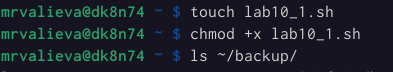 mrvalieva@dk8n74 ~ $ touch lab10_1.sh
mrvalieva@dk8n74 ~ $ chmod +x lab10_1.sh
mrvalieva@dk8n74 ~ $ ls ~/backup/